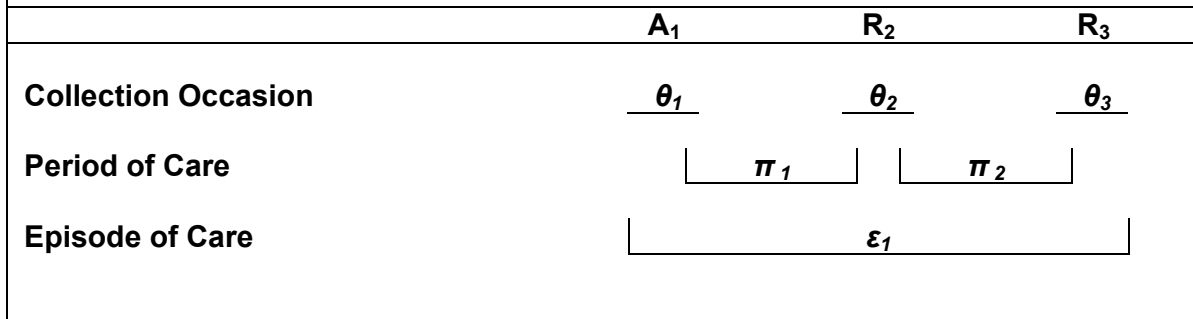 A₁ R₂ R₃
Collection Occasion θ₁ θ₂ θ₃
Period of Care π ₁ π ₂
Episode of Care ε₁